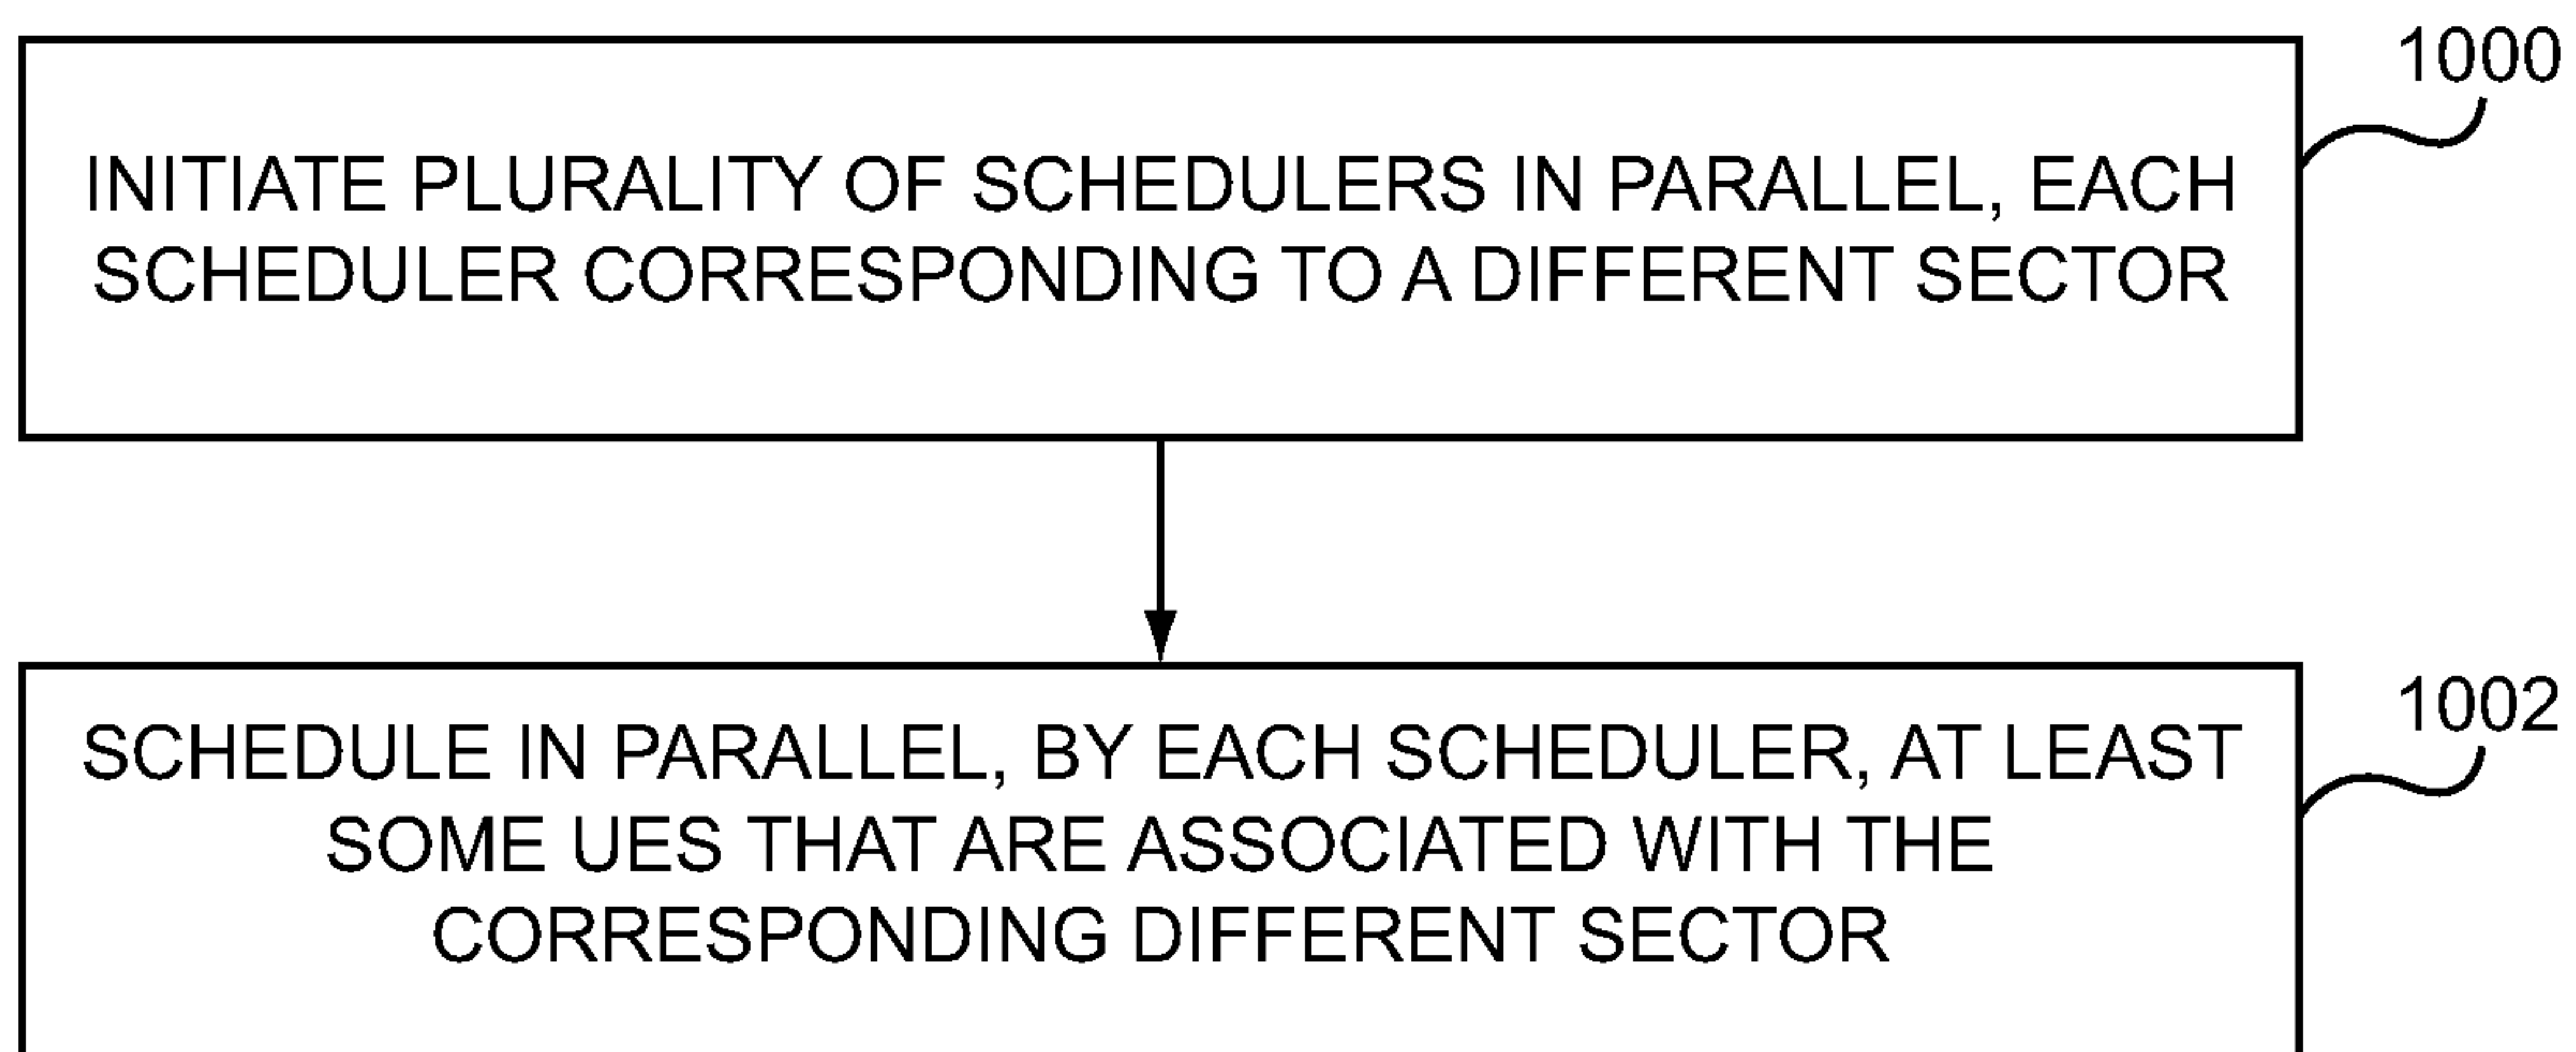 1000
INITIATE PLURALITY OF SCHEDULERS IN PARALLEL, EACH
SCHEDULER CORRESPONDING TO A DIFFERENT SECTOR
1002
SCHEDULE IN PARALLEL, BY EACH SCHEDULER, AT LEAST
SOME UES THAT ARE ASSOCIATED WITH THE
CORRESPONDING DIFFERENT SECTOR